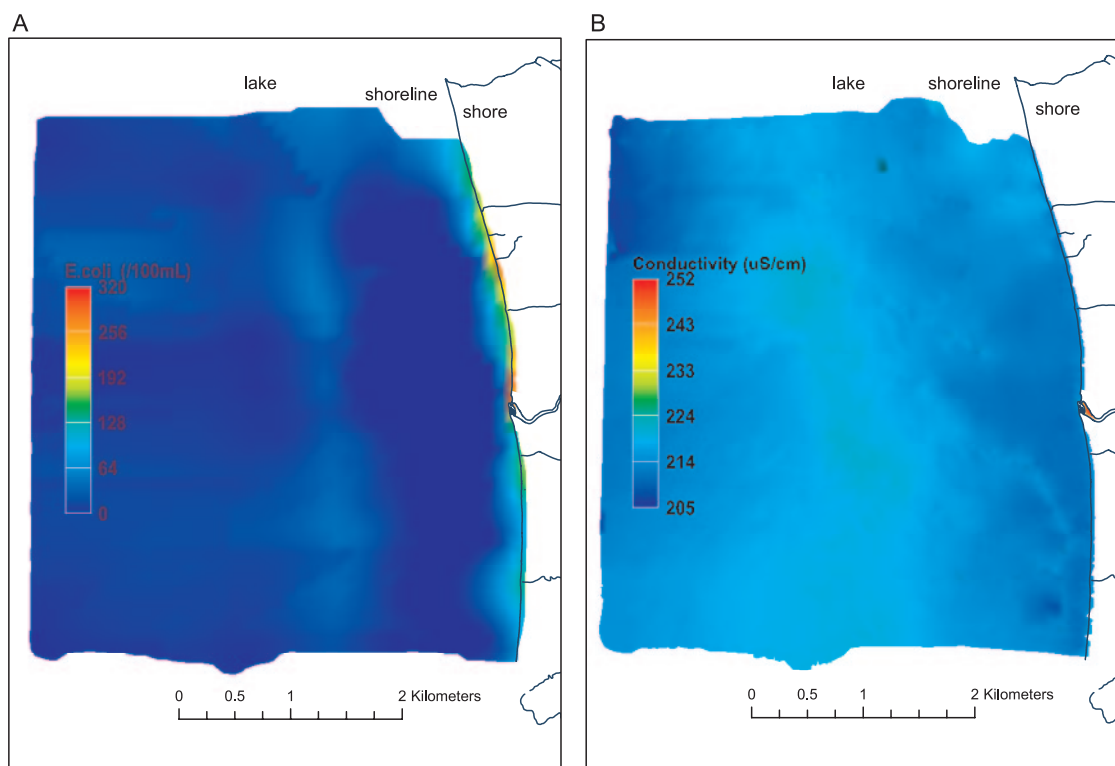 A
lake
shoreline
shore
E.coli (/100mL)
320
256
192
128
64
0
0 0.5 1 2 Kilometers
B
lake
shoreline
shore
Conductivity (uS/cm)
252
243
233
224
214
205
0 0.5 1 2 Kilometers